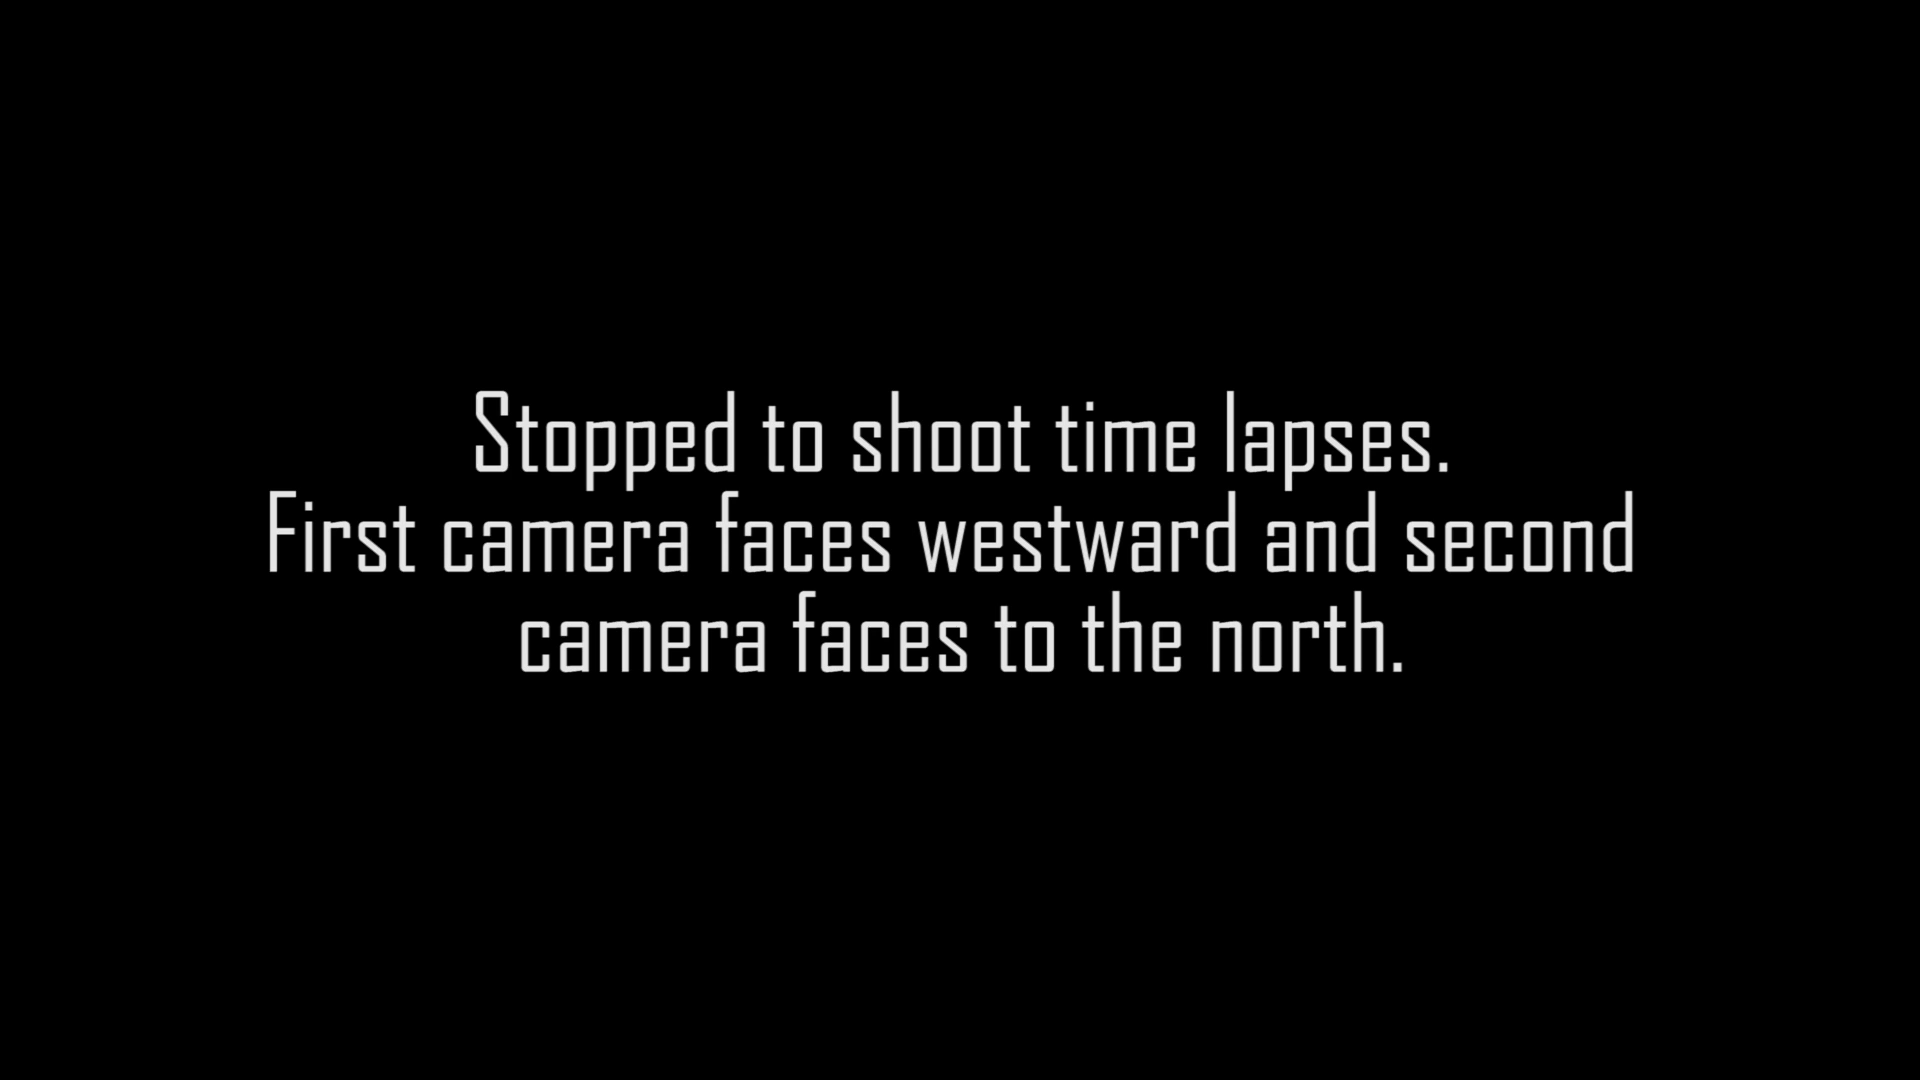 Stopped to shoot time lapses.
First camera faces westward and second
camera faces to the north.